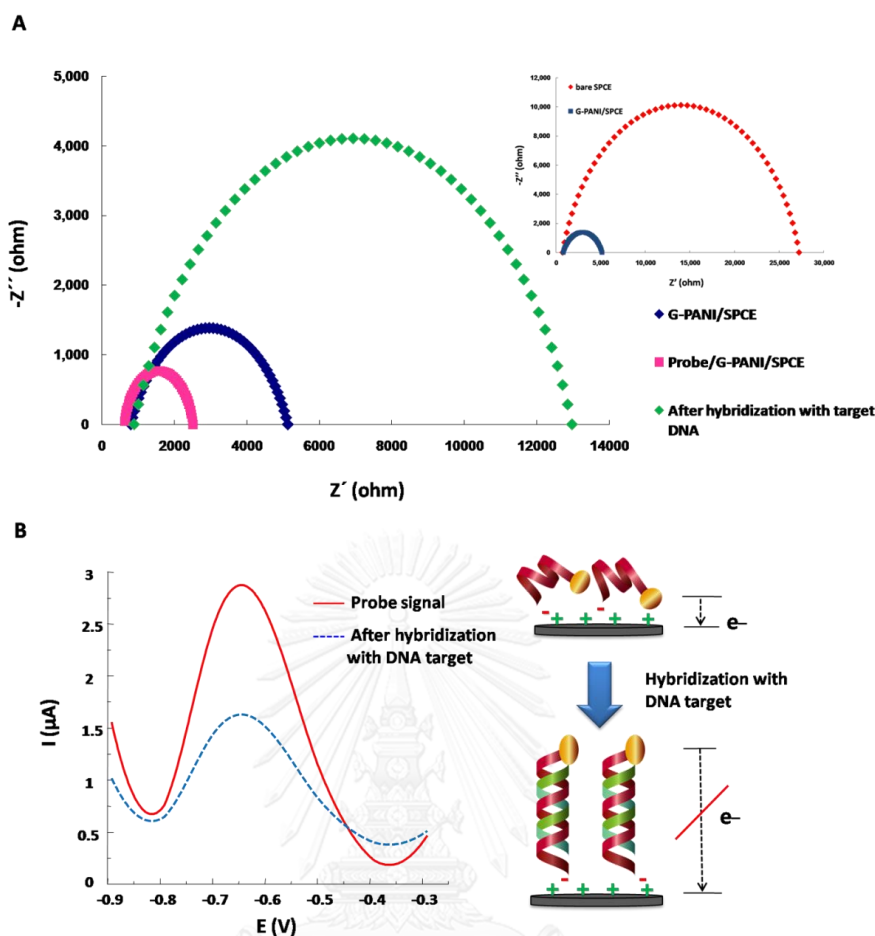 A
5,000
4,000
3,000
2,000
1,000
0
-Z´´ (ohm)
0 2000 4000 6000 8000 10000 12000 14000
Z´ (ohm)
12,000
10,000
8,000
6,000
4,000
2,000
0
-Z'' (ohm)
bare SPCE
G-PANI/SPCE
0 5,000 10,000 15,000 20,000 25,000 30,000
Z' (ohm)
G-PANI/SPCE
Probe/G-PANI/SPCE
After hybridization with target
DNA
B
3
2.5
2
1.5
1
0.5
0
I (µA)
-0.9 -0.8 -0.7 -0.6 -0.5 -0.4 -0.3
E (V)
Probe signal
After hybridization
with DNA target
- -
+ + + +
e–
Hybridization with
DNA target
e–
- -
+ + + +